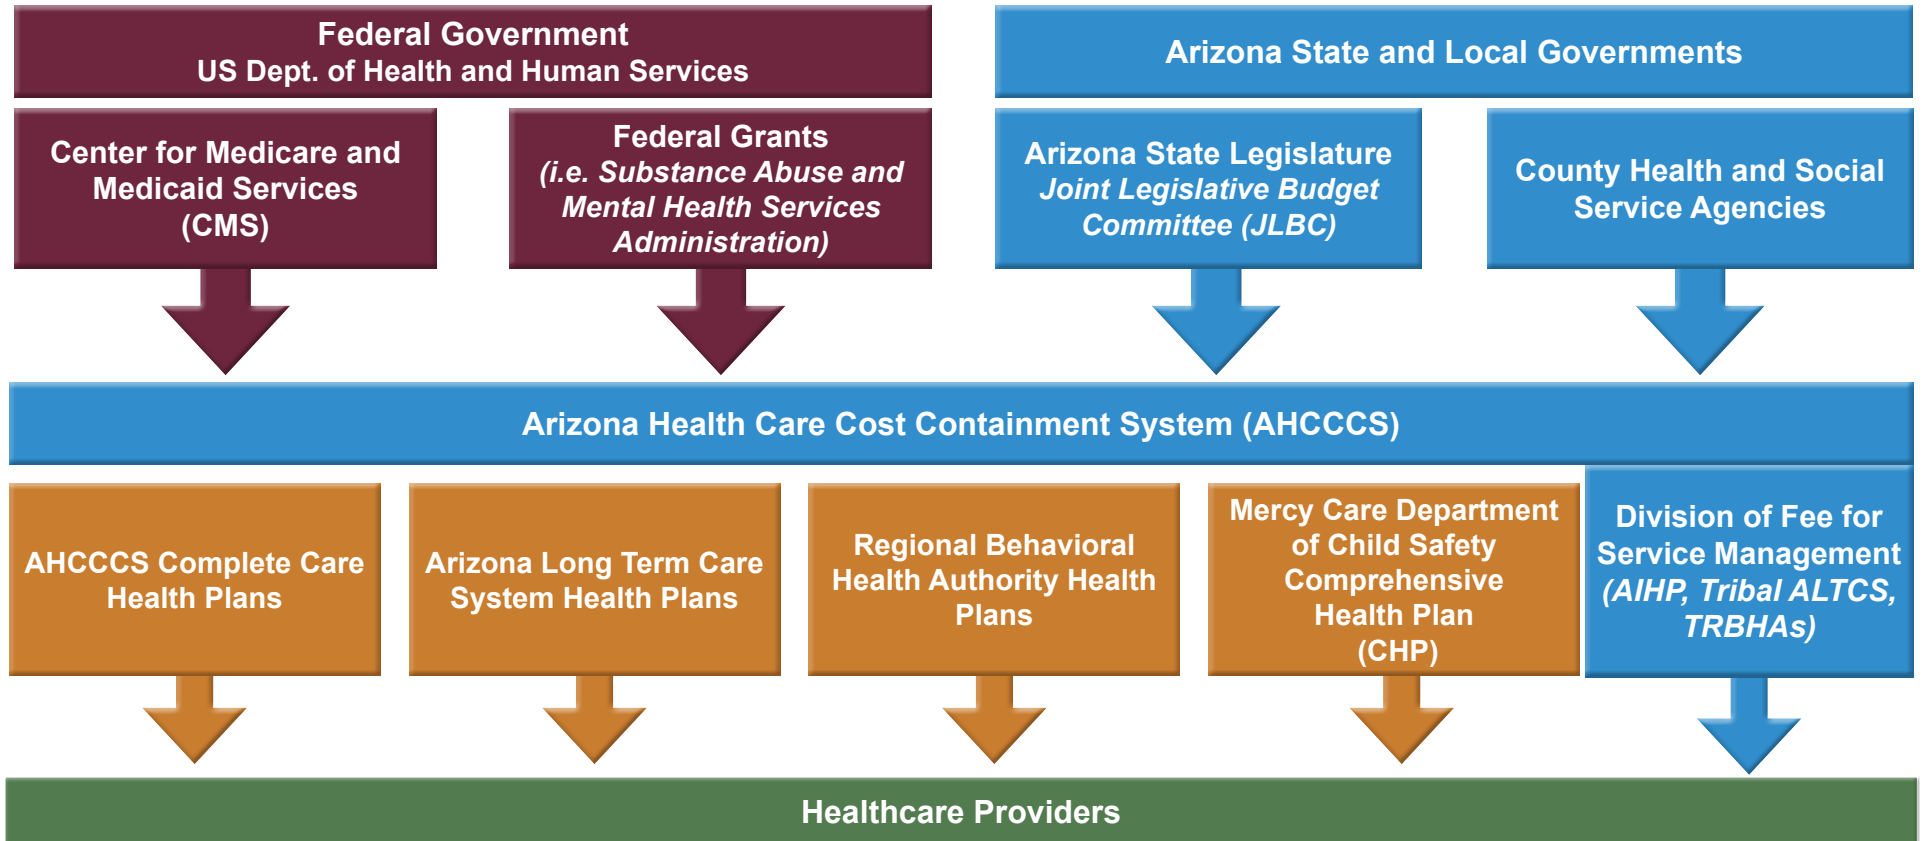 Federal Government
US Dept. of Health and Human Services
Arizona State and Local Governments
Center for Medicare and
Medicaid Services
(CMS)
Federal Grants
(i.e. Substance Abuse and
Mental Health Services
Administration)
Arizona State Legislature
Joint Legislative Budget
Committee (JLBC)
County Health and Social
Service Agencies
Arizona Health Care Cost Containment System (AHCCCS)
AHCCCS Complete Care
Health Plans
Arizona Long Term Care
System Health Plans
Regional Behavioral
Health Authority Health
Plans
Mercy Care Department
of Child Safety
Comprehensive
Health Plan
(CHP)
Division of Fee for
Service Management
(AIHP, Tribal ALTCS,
TRBHAs)
Healthcare Providers